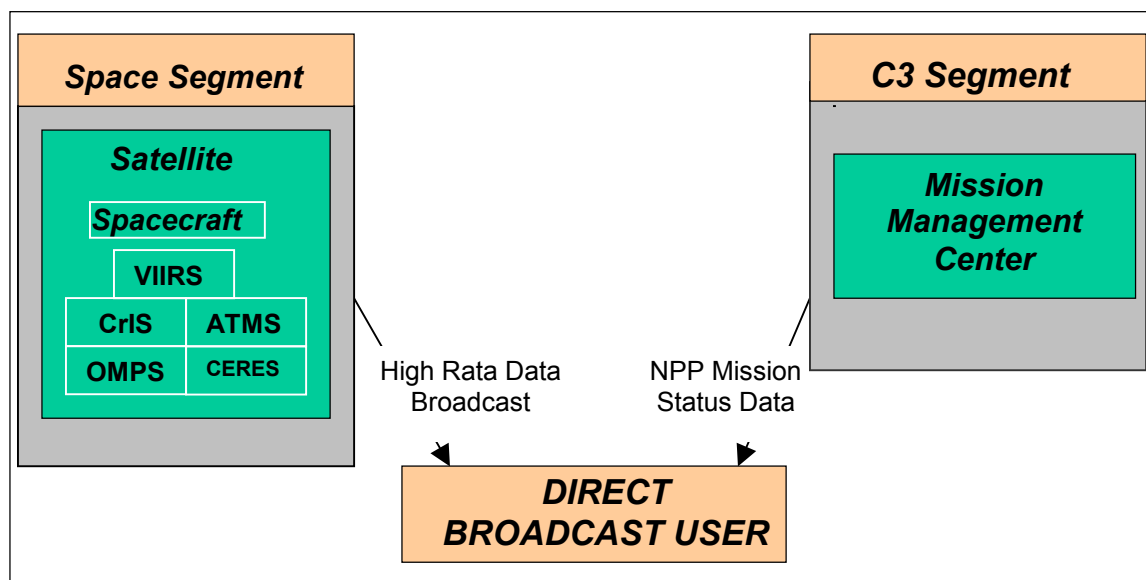 Space Segment
Satellite
Spacecraft
VIIRS
CrIS
ATMS
OMPS
CERES
C3 Segment
Mission
Management
Center
High Rata Data
Broadcast
NPP Mission
Status Data
DIRECT
BROADCAST USER